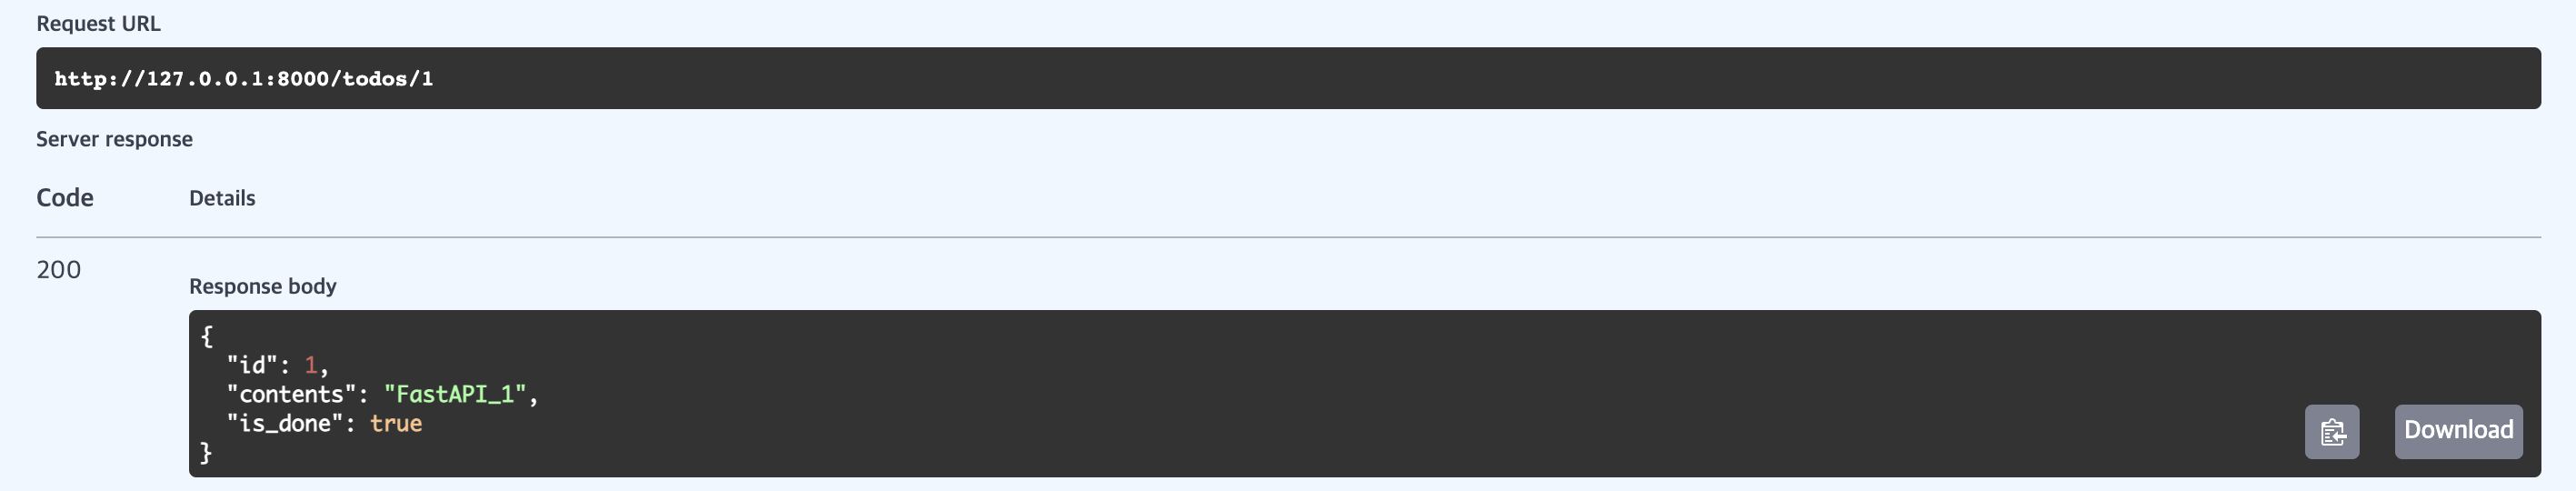 Request URL
http://127.0.0.1:8000/todos/1
Server response
Code Details
200
Response body
{
  "id": 1,
  "contents": "FastAPI_1",
  "is_done": true
}
Download